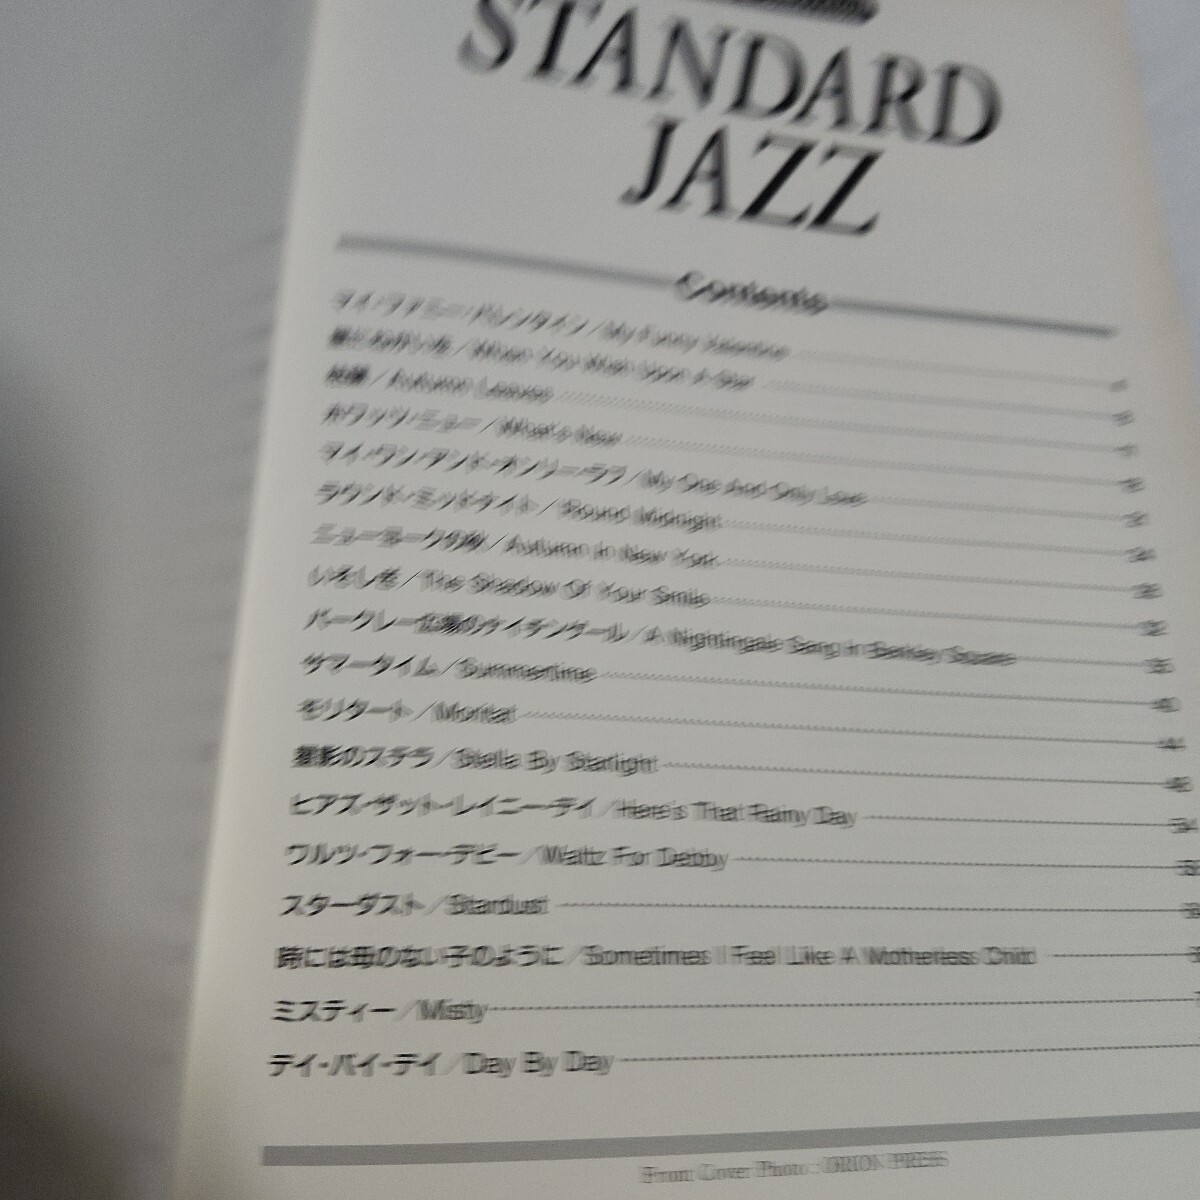 STANDARD
JAZZ
Contents
マイ・ファニー・バレンタイン／My Funny Valentine
星にねがいを／When You Wish Upon A Star
枯葉／Autumn Leaves
ホワッツ・ニュー／What's New
マイ・ワン・アンド・オンリー・ラブ／My One And Only Love
ラウンド・ミッドナイト／'Round Midnight
ニューヨークの秋／Autumn In New York
いそしぎ／The Shadow Of Your Smile
バークレー広場のナイチンゲール／A Nightingale Sang In Berkeley Square
サマータイム／Summertime
モリタート／Moritat 44
星影のステラ／Stella By Starlight
ヒアズ・ザット・レイニー・デイ／Here's That Rainy Day 54
ワルツ・フォー・デビー／Waltz For Debby
スターダスト／Stardust
時には母のない子のように／Sometimes I Feel Like A Motherless Child
ミスティー／Misty
デイ・バイ・デイ／Day By Day
Front Cover Photo : ORION PRESS